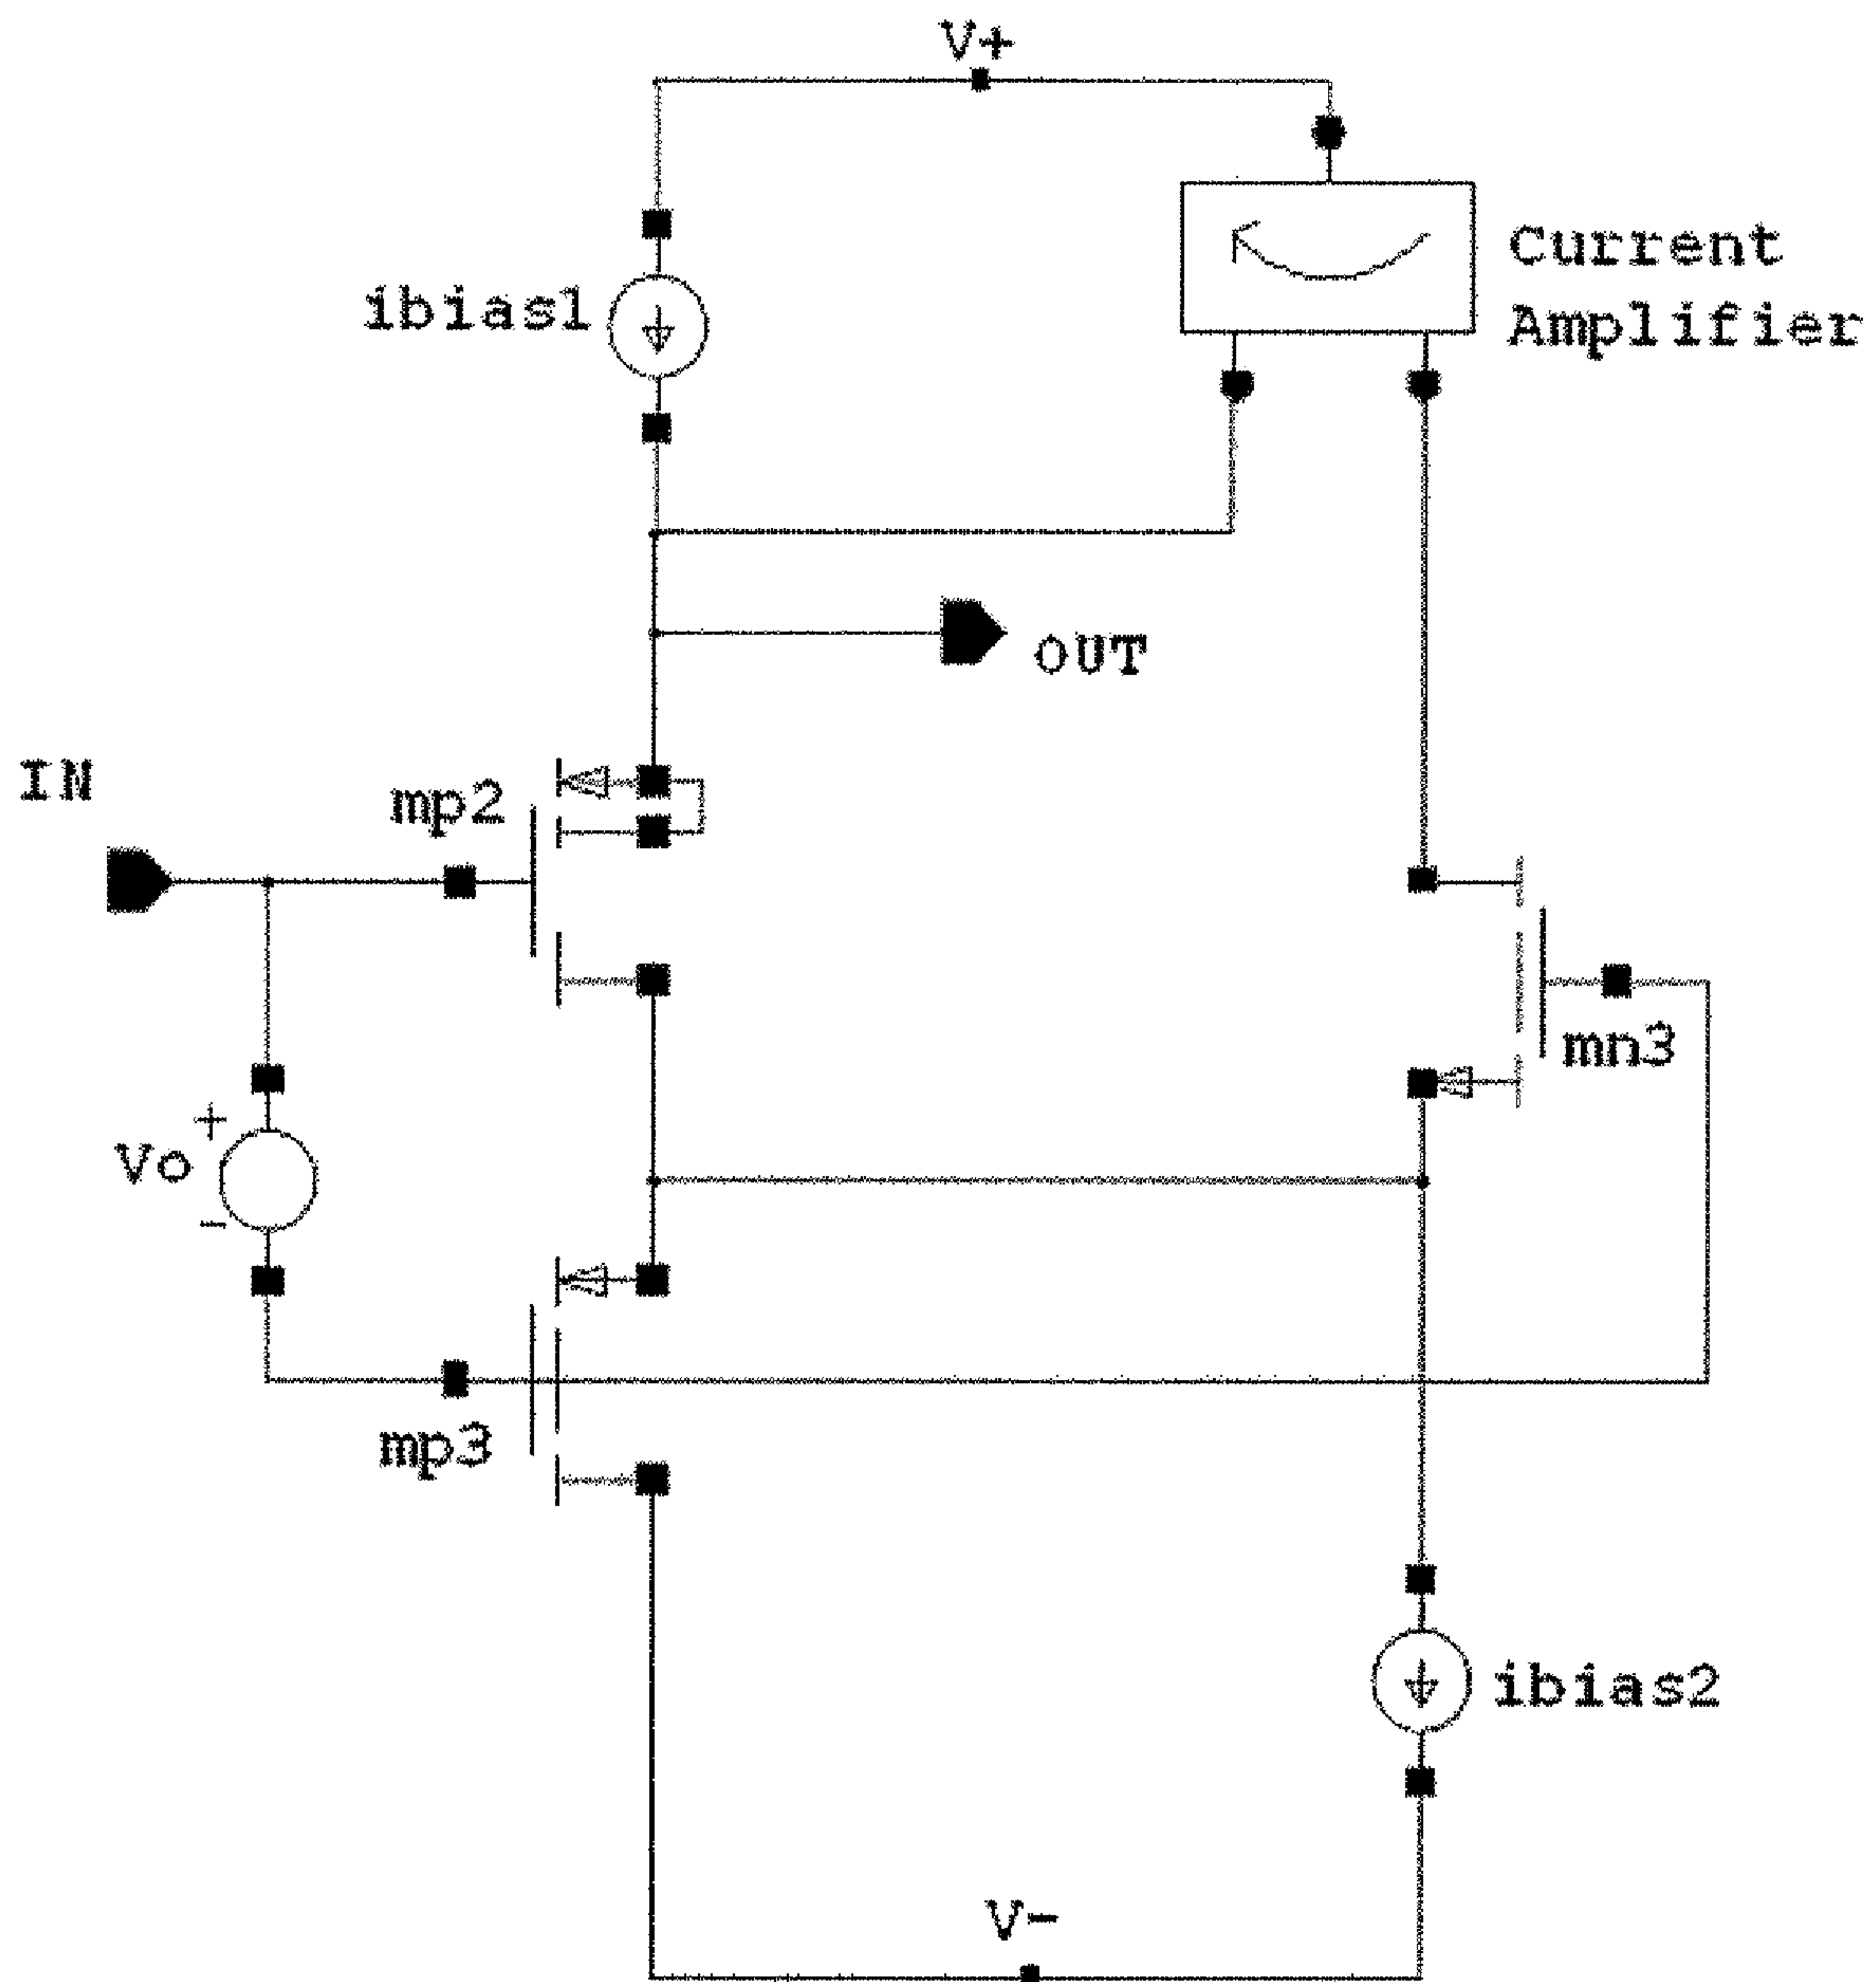 V+
ibias1
Current
Amplifier
OUT
IN
mp2
mn3
+
Vo
-
mp3
ibias2
V-